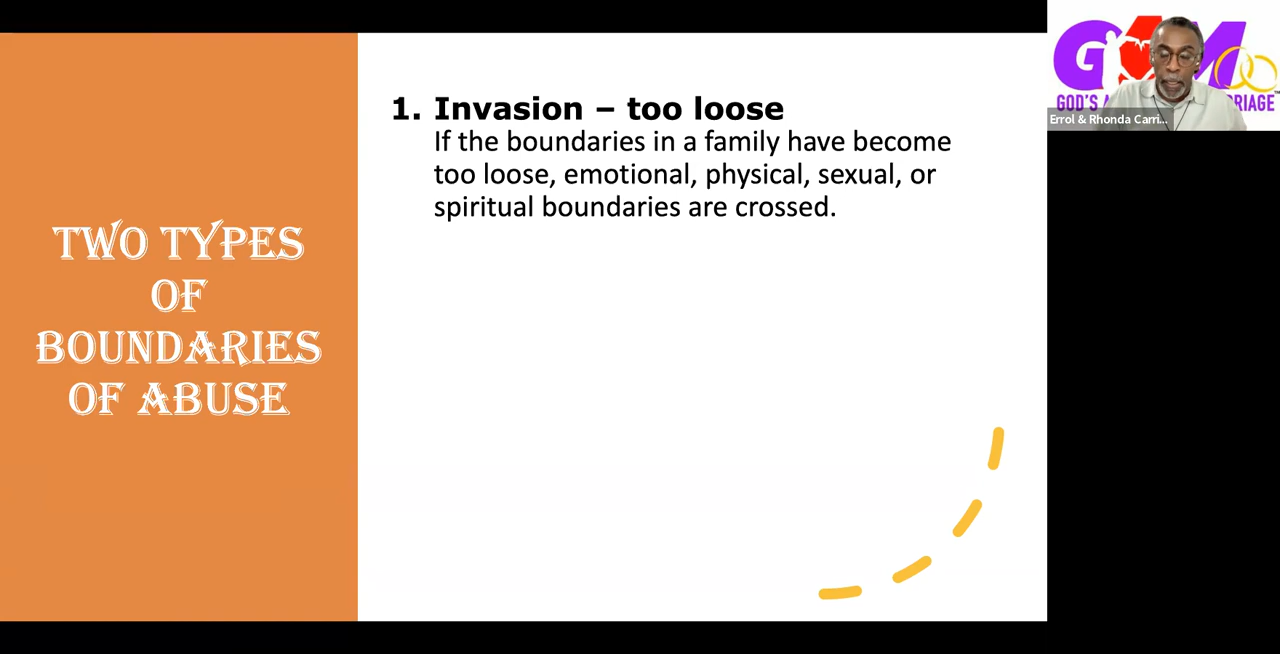 TWO TYPES
OF
BOUNDARIES
OF ABUSE
1. Invasion – too loose
If the boundaries in a family have become
too loose, emotional, physical, sexual, or
spiritual boundaries are crossed.
G M
GOD'S A RIAGE
Errol & Rhonda Carri...